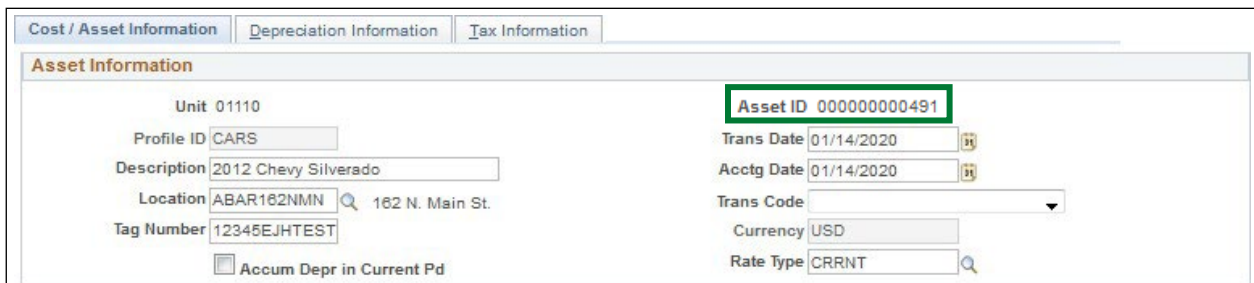 Cost / Asset Information Depreciation Information Tax Information
Asset Information
Unit 01110 Asset ID 000000000491
Profile ID CARS Trans Date 01/14/2020
Description 2012 Chevy Silverado Acctg Date 01/14/2020
Location ABAR162NMN 162 N. Main St. Trans Code
Tag Number 12345EJHTEST Currency USD
Accum Depr in Current Pd Rate Type CRRNT